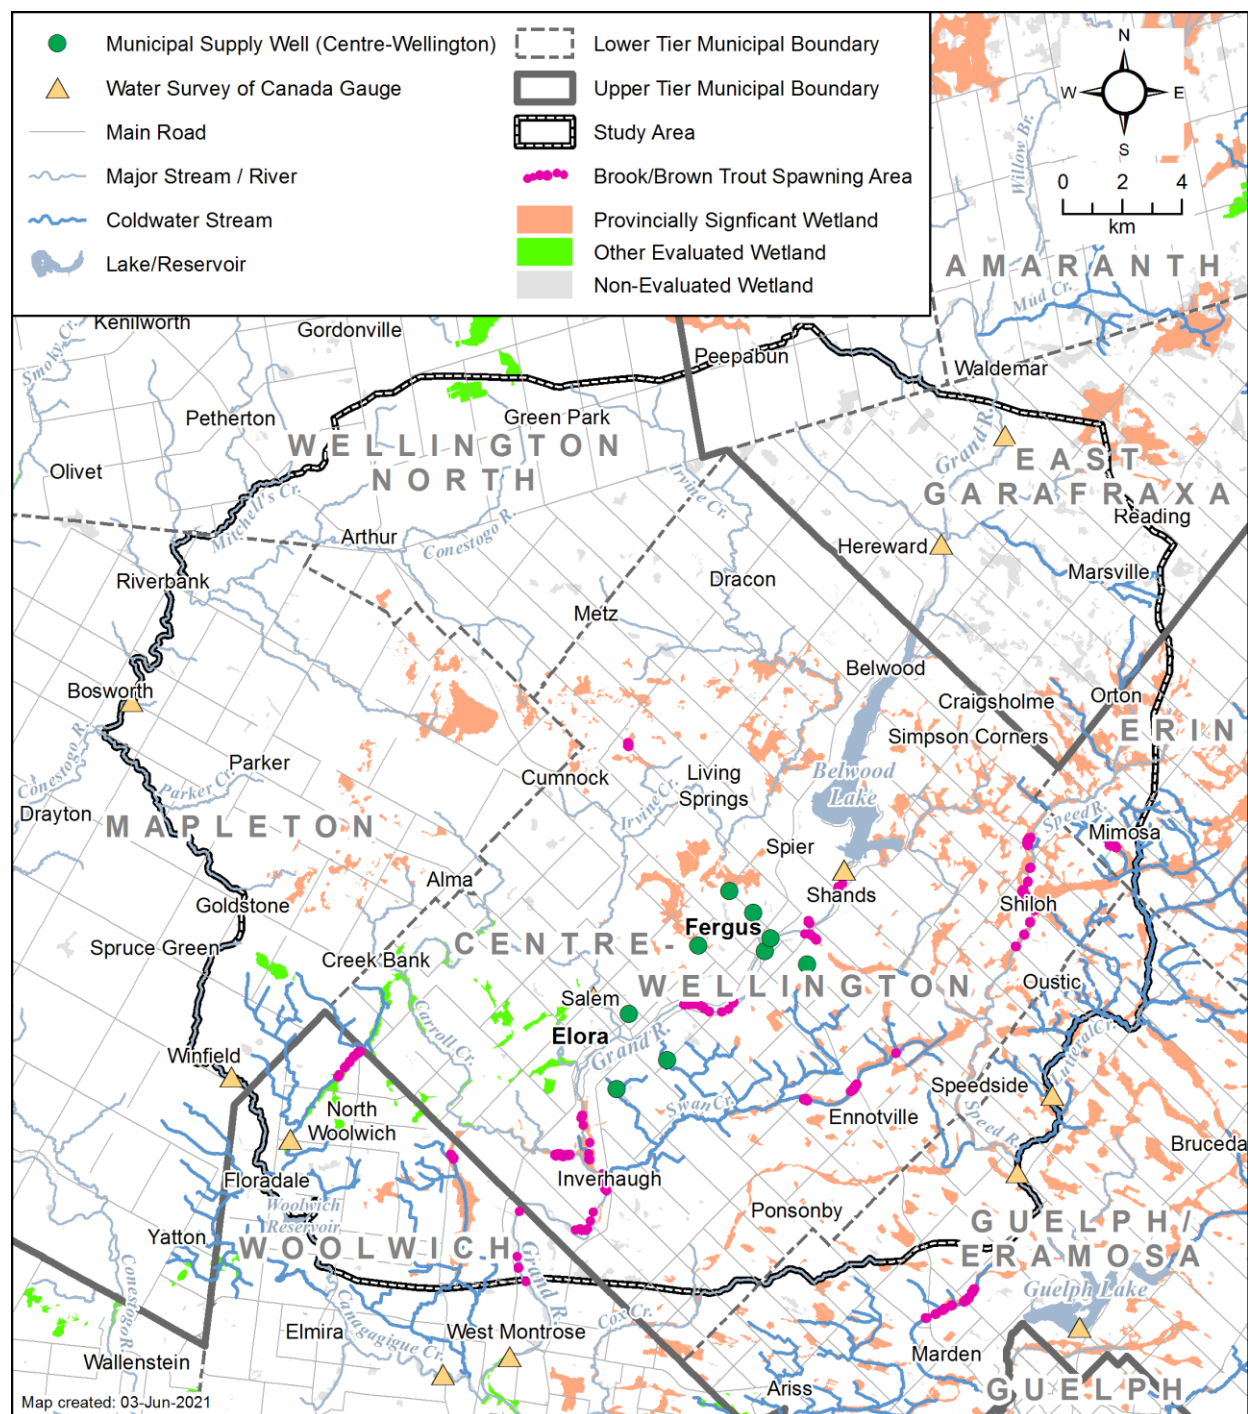 Municipal Supply Well (Centre-Wellington)
Water Survey of Canada Gauge
Main Road
Major Stream / River
Coldwater Stream
Lake/Reservoir
Lower Tier Municipal Boundary
Upper Tier Municipal Boundary
Study Area
Brook/Brown Trout Spawning Area
Provincially Signficant Wetland
Other Evaluated Wetland
Non-Evaluated Wetland
N
W
E
S
0 2 4
km
Willow Br.
AMARANTH
Mud Cr.
Kenilworth
Gordonville
Smoky Cr.
Peepabun
Waldemar
Petherton
Green Park
WELLINGTON
NORTH
Grand R.
EAST
GARAFRAXA
Olivet
Mitchell's Cr.
Irvine Cr.
Reading
Arthur
Conestogo R.
Hereward
Riverbank
Dracon
Marsville
Metz
Belwood
Bosworth
Craigsholme
Orton
Simpson Corners
ERIN
Conestogo R.
Parker
Parker Cr.
Cumnock
Living
Springs
Belwood
Lake
Irvine Cr.
Speed R.
Drayton
MAPLETON
Mimosa
Spier
Alma
Shands
Goldstone
Shiloh
Fergus
Spruce Green
Creek Bank
CENTRE-
WELLINGTON
Oustic
Salem
Carroll Cr.
Elora
Grand R.
Winfield
Lutteral Cr.
Speedside
Swan Cr.
North
Woolwich
Ennotville
Speed R.
Bruceda
Floradale
Inverhaugh
Woolwich
Reservoir
Ponsonby
GUELPH/
ERAMOSA
Yatton
WOOLWICH
Grand R.
Conestogo R.
Guelph Lake
Canagagigue Cr.
Cox Cr.
Elmira
West Montrose
Wallenstein
Marden
Ariss
GUELPH
Map created: 03-Jun-2021